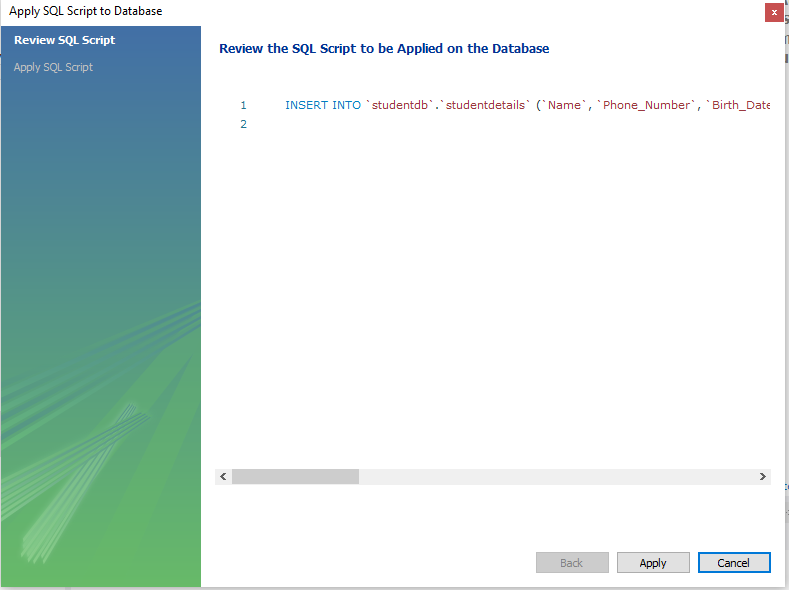 Apply SQL Script to Database
x
Review SQL Script
Apply SQL Script
Review the SQL Script to be Applied on the Database
1 INSERT INTO `studentdb`.`studentdetails` (`Name`, `Phone_Number`, `Birth_Date
2
Back Apply Cancel